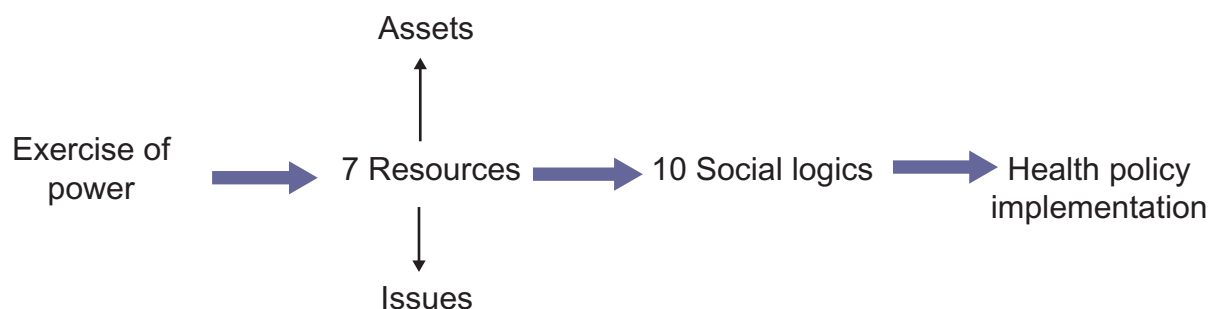 Assets
Exercise of
power
7 Resources
10 Social logics
Health policy
implementation
Issues